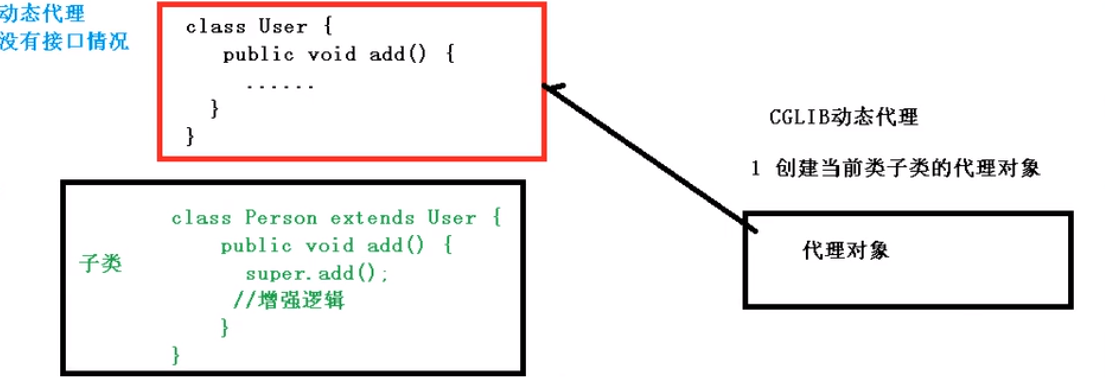 动态代理
没有接口情况
class User {
public void add() {
......
}
}
CGLIB动态代理
1 创建当前类子类的代理对象
代理对象
子类
class Person extends User {
public void add() {
super.add();
//增强逻辑
}
}